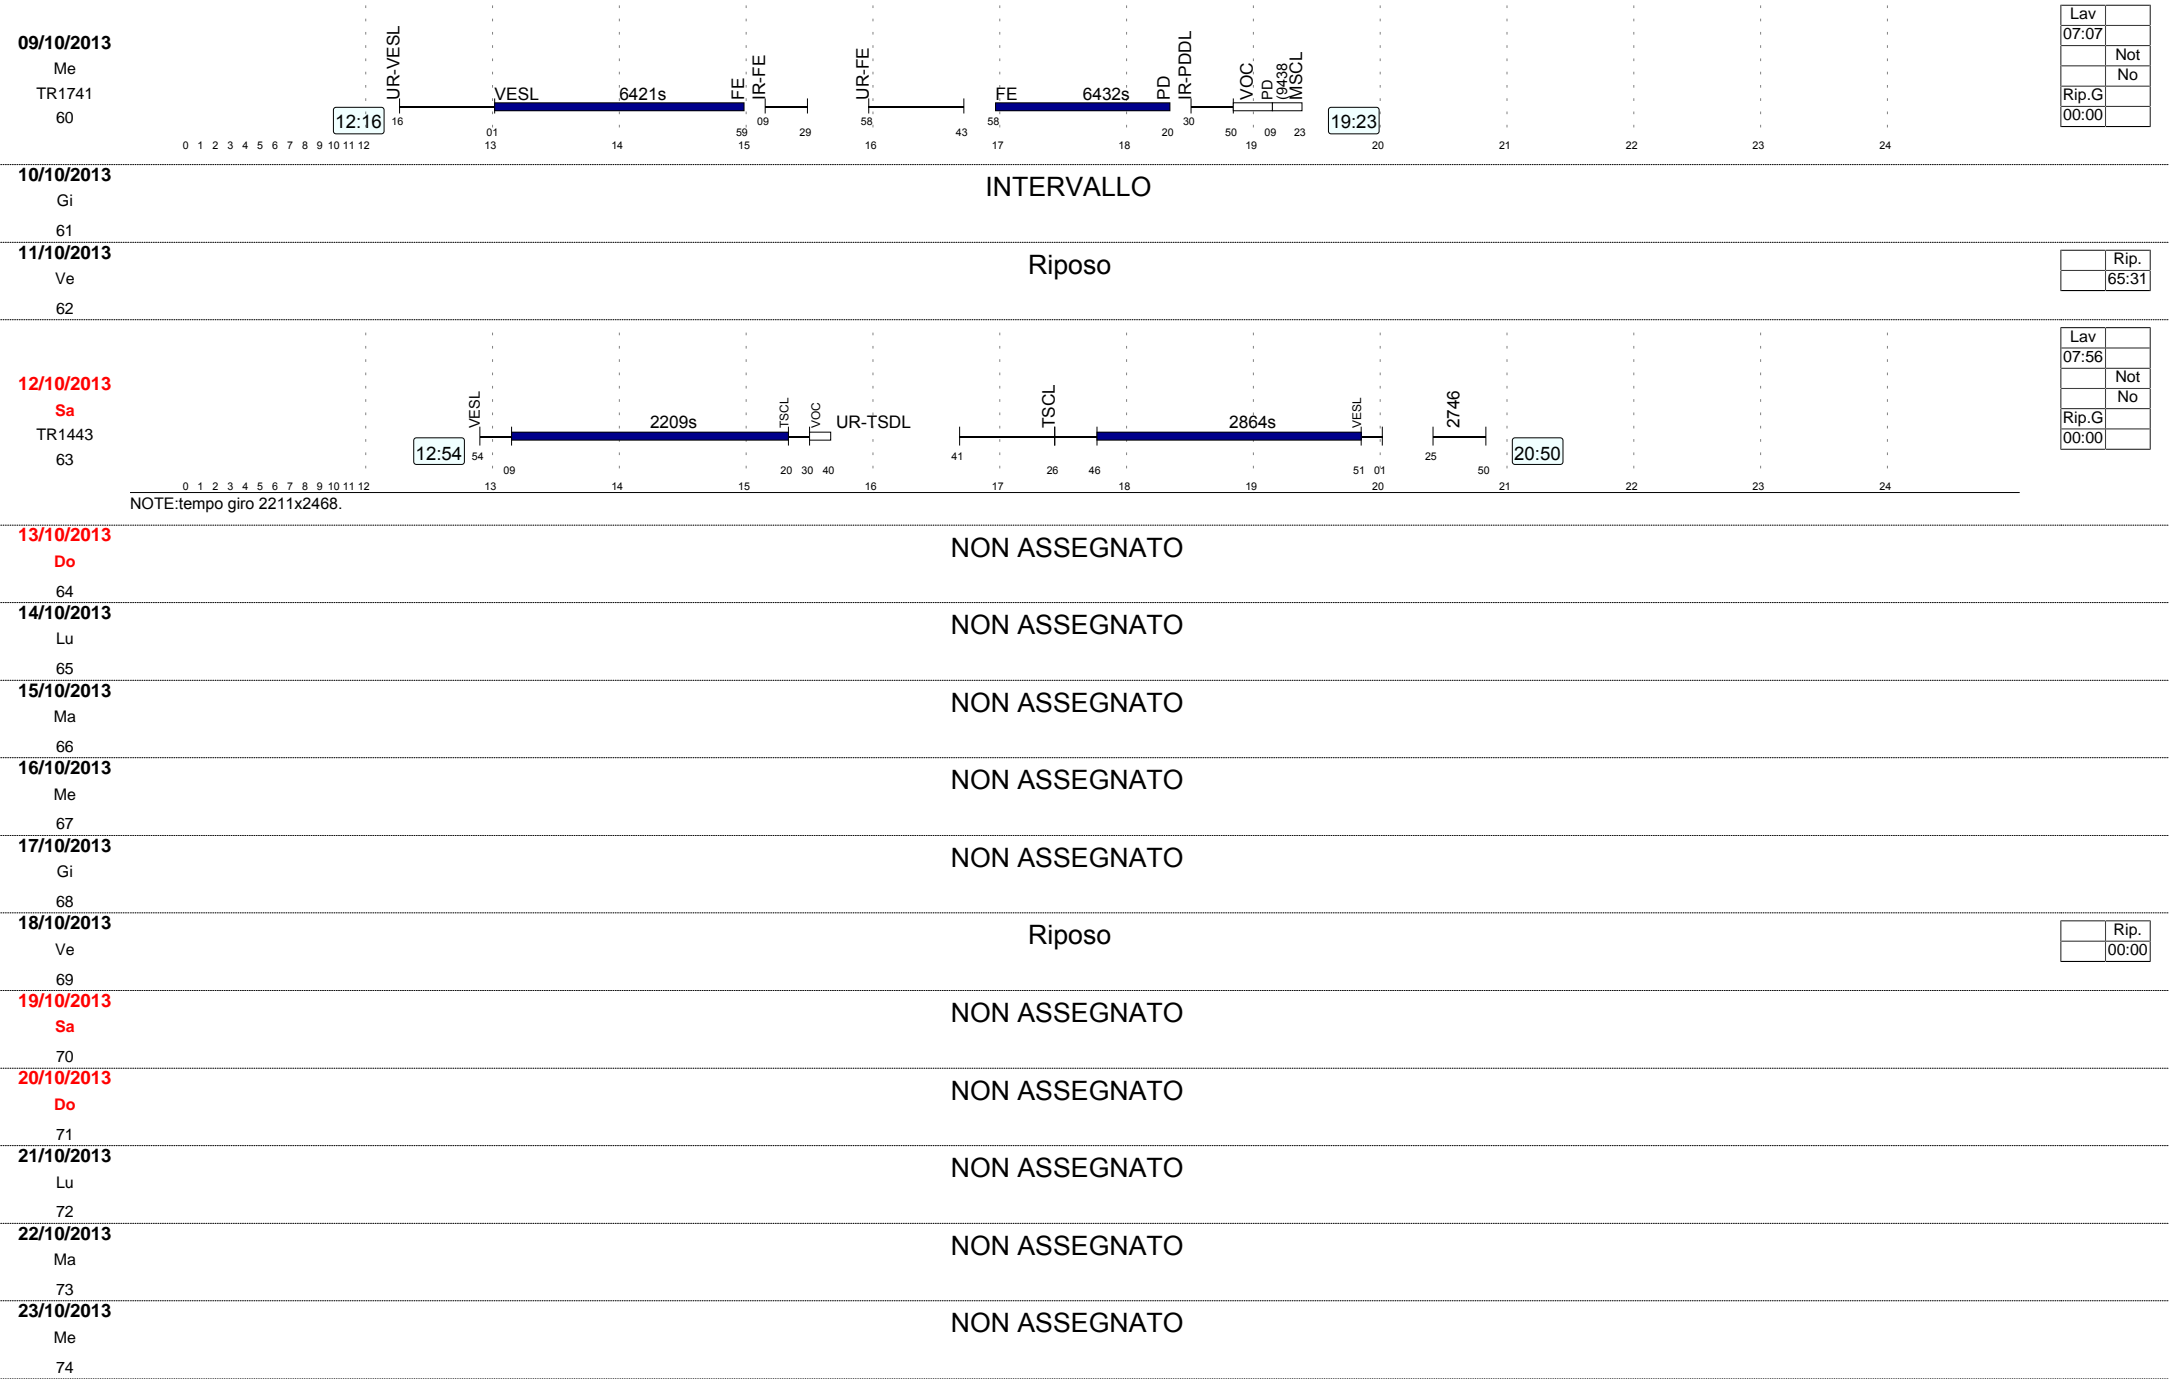 09/10/2013
Me
TR1741
60
12:16
UR-VESL
VESL
6421s
FE
IR-FE
UR-FE
FE
6432s
PD
IR-PDDL
VOC
PD
(9438
MSCL
19:23
16
01
59
09
29
58
43
58
20
30
50
09
23
0 1 2 3 4 5 6 7 8 9 10 11 12 13 14 15 16 17 18 19 20 21 22 23 24
Lav
07:07
Not
No
Rip.G
00:00
10/10/2013
Gi
61
INTERVALLO
11/10/2013
Ve
62
Riposo
Rip.
65:31
12/10/2013
Sa
TR1443
63
12:54
VESL
2209s
TSCL
VOC
UR-TSDL
TSCL
2864s
VESL
2746
20:50
54
09
20
30
40
41
26
46
51
01
25
50
0 1 2 3 4 5 6 7 8 9 10 11 12 13 14 15 16 17 18 19 20 21 22 23 24
NOTE:tempo giro 2211x2468.
Lav
07:56
Not
No
Rip.G
00:00
13/10/2013
Do
64
NON ASSEGNATO
14/10/2013
Lu
65
NON ASSEGNATO
15/10/2013
Ma
66
NON ASSEGNATO
16/10/2013
Me
67
NON ASSEGNATO
17/10/2013
Gi
68
NON ASSEGNATO
18/10/2013
Ve
69
Riposo
Rip.
00:00
19/10/2013
Sa
70
NON ASSEGNATO
20/10/2013
Do
71
NON ASSEGNATO
21/10/2013
Lu
72
NON ASSEGNATO
22/10/2013
Ma
73
NON ASSEGNATO
23/10/2013
Me
74
NON ASSEGNATO